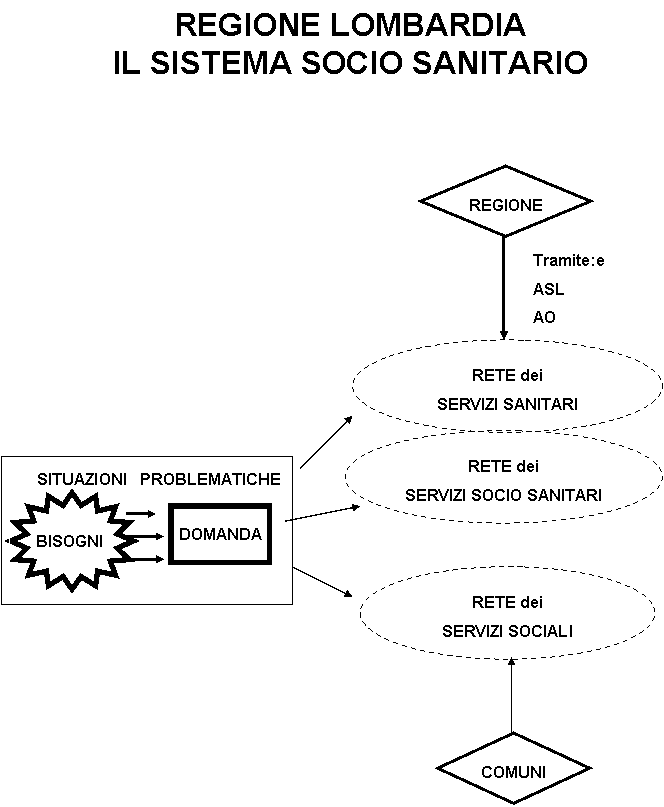 REGIONE LOMBARDIA
IL SISTEMA SOCIO SANITARIO
REGIONE
Tramite:e
ASL
AO
RETE dei
SERVIZI SANITARI
RETE dei
SERVIZI SOCIO SANITARI
SITUAZIONI PROBLEMATICHE
BISOGNI
DOMANDA
RETE dei
SERVIZI SOCIALI
COMUNI